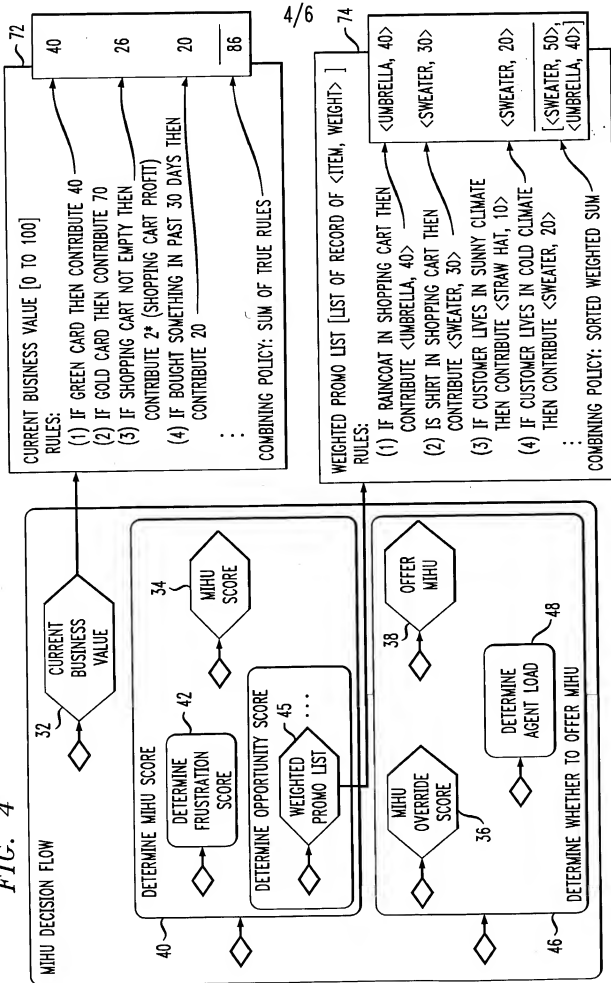 4/6
FIG. 4
MIHU DECISION FLOW
32
CURRENT
BUSINESS
VALUE
DETERMINE MIHU SCORE
40
42
DETERMINE
FRUSTRATION
SCORE
34
MIHU
SCORE
DETERMINE OPPORTUNITY SCORE
45
WEIGHTED
PROMO LIST
...
MIHU
OVERRIDE
SCORE
36
OFFER
MIHU
38
DETERMINE
AGENT LOAD
48
46
DETERMINE WHETHER TO OFFER MIHU
72
CURRENT BUSINESS VALUE [0 TO 100]
RULES:
(1) IF GREEN CARD THEN CONTRIBUTE 40
(2) IF GOLD CARD THEN CONTRIBUTE 70
(3) IF SHOPPING CART NOT EMPTY THEN
CONTRIBUTE 2* (SHOPPING CART PROFIT)
(4) IF BOUGHT SOMETHING IN PAST 30 DAYS THEN
CONTRIBUTE 20
⋮
COMBINING POLICY: SUM OF TRUE RULES
40
26
20
86
74
WEIGHTED PROMO LIST [LIST OF RECORD OF <ITEM, WEIGHT> ]
RULES:
(1) IF RAINCOAT IN SHOPPING CART THEN
CONTRIBUTE <UMBRELLA, 40>
(2) IS SHIRT IN SHOPPING CART THEN
CONTRIBUTE <SWEATER, 30>
(3) IF CUSTOMER LIVES IN SUNNY CLIMATE
THEN CONTRIBUTE <STRAW HAT, 10>
(4) IF CUSTOMER LIVES IN COLD CLIMATE
THEN CONTRIBUTE <SWEATER, 20>
⋮
COMBINING POLICY: SORTED WEIGHTED SUM
<UMBRELLA, 40>
<SWEATER, 30>
<SWEATER, 20>
[<SWEATER, 50>,
<UMBRELLA, 40>]